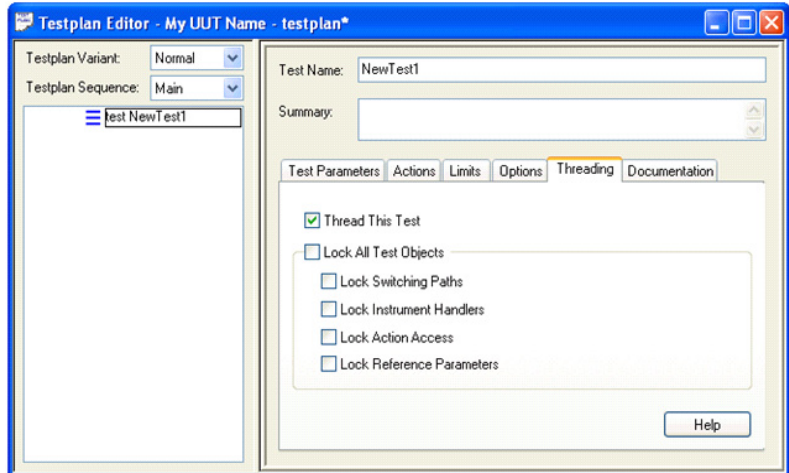 Testplan Editor - My UUT Name - testplan*
Testplan Variant: Normal
Testplan Sequence: Main
test NewTest1
Test Name: NewTest1
Summary:
Test Parameters Actions Limits Options Threading Documentation
Thread This Test
Lock All Test Objects
Lock Switching Paths
Lock Instrument Handlers
Lock Action Access
Lock Reference Parameters
Help